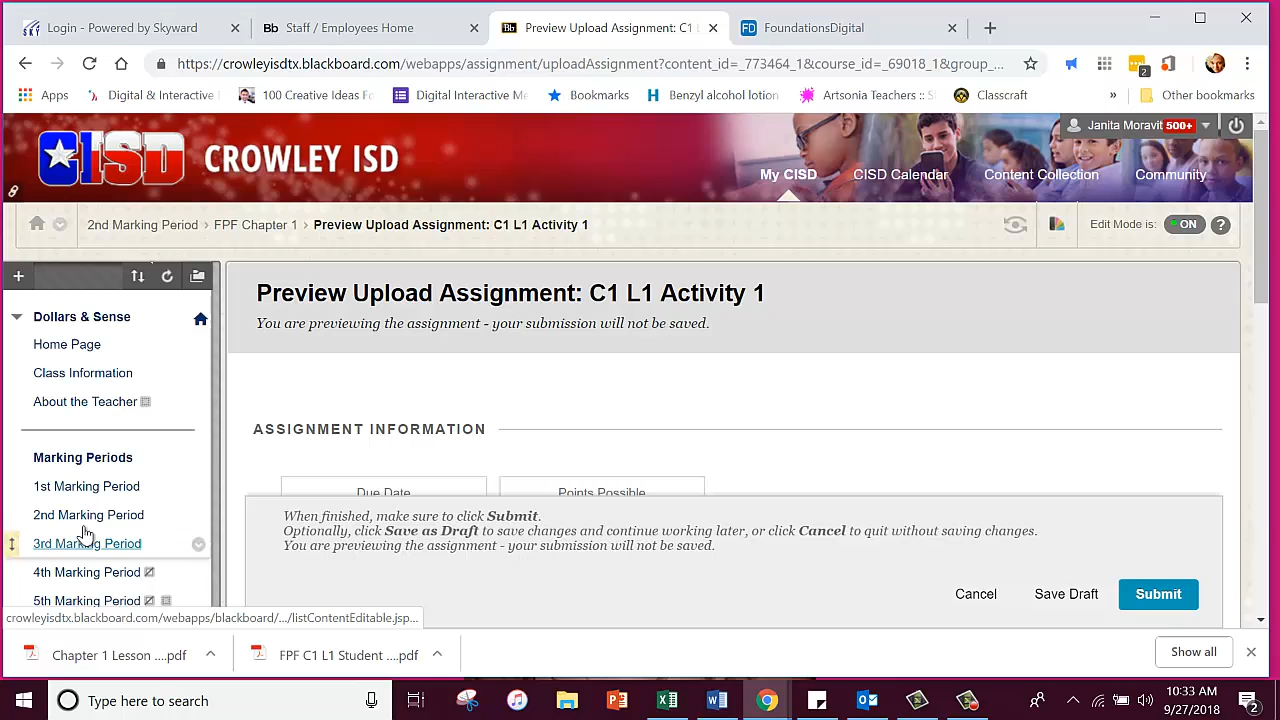 Login - Powered by Skyward
Bb Staff / Employees Home
Bb Preview Upload Assignment: C1 L
FD FoundationsDigital
https://crowleyisdtx.blackboard.com/webapps/assignment/uploadAssignment?content_id=_773464_1&course_id=_69018_1&group_...
2
Apps
Digital & Interactive
100 Creative Ideas F
Digital Interactive Me
Bookmarks
H Benzyl alcohol lotion
Artsonia Teachers :: S
Classcraft
»
Other bookmarks
CISD CROWLEY ISD
Janita Moravit 500+
My CISD
CISD Calendar
Content Collection
Community
2nd Marking Period > FPF Chapter 1 > Preview Upload Assignment: C1 L1 Activity 1
Edit Mode is: ON ?
Preview Upload Assignment: C1 L1 Activity 1
You are previewing the assignment - your submission will not be saved.
Dollars & Sense
Home Page
Class Information
About the Teacher
Marking Periods
1st Marking Period
2nd Marking Period
3rd Marking Period
4th Marking Period
5th Marking Period
ASSIGNMENT INFORMATION
Due Date
Points Possible
When finished, make sure to click Submit.
Optionally, click Save as Draft to save changes and continue working later, or click Cancel to quit without saving changes.
You are previewing the assignment - your submission will not be saved.
Cancel
Save Draft
Submit
crowleyisdtx.blackboard.com/webapps/blackboard/.../listContentEditable.jsp...
Chapter 1 Lesson ....pdf
FPF C1 L1 Student ....pdf
Show all
Type here to search
10:33 AM
9/27/2018
2